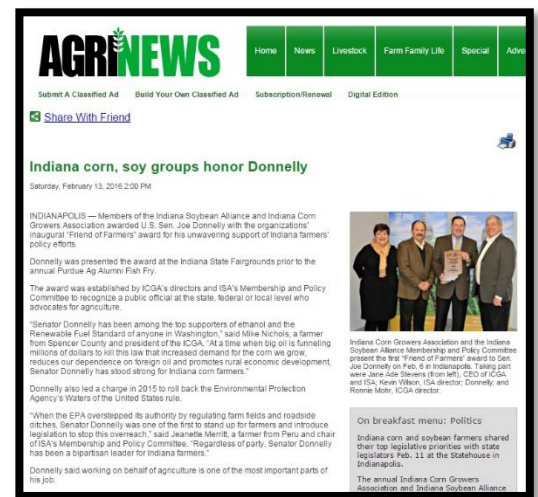 AGRINEWS
Home News Livestock Farm Family Life Special Adve
Submit A Classified Ad Build Your Own Classified Ad Subscription/Renewal Digital Edition
Share With Friend
Indiana corn, soy groups honor Donnelly
Saturday, February 13, 2016 2:00 PM
INDIANAPOLIS — Members of the Indiana Soybean Alliance and Indiana Corn
Growers Association awarded U.S. Sen. Joe Donnelly with the organizations'
inaugural "Friend of Farmers" award for his unwavering support of Indiana farmers'
policy efforts.
Donnelly was presented the award at the Indiana State Fairgrounds prior to the
annual Purdue Ag Alumni Fish Fry.
The award was established by ICGA's directors and ISA's Membership and Policy
Committee to recognize a public official at the state, federal or local level who
advocates for agriculture.
"Senator Donnelly has been among the top supporters of ethanol and the
Renewable Fuel Standard of anyone in Washington," said Mike Nichols, a farmer
from Spencer County and president of the ICGA. "At a time when big oil is funneling
millions of dollars to kill this law that increased demand for the corn we grow,
reduces our dependence on foreign oil and promotes rural economic development,
Senator Donnelly has stood strong for Indiana corn farmers."
Donnelly also led a charge in 2015 to roll back the Environmental Protection
Agency's Waters of the United States rule.
"When the EPA overstepped its authority by regulating farm fields and roadside
ditches, Senator Donnelly was one of the first to stand up for farmers and introduce
legislation to stop this overreach," said Jeanette Merritt, a farmer from Peru and chair
of ISA's Membership and Policy Committee. "Regardless of party, Senator Donnelly
has been a bipartisan leader for Indiana farmers."
Donnelly said working on behalf of agriculture is one of the most important parts of
his job.
Indiana Corn Growers Association and the Indiana
Soybean Alliance Membership and Policy Committee
present the first "Friend of Farmers" award to Sen.
Joe Donnelly on Feb. 6 in Indianapolis. Taking part
were Jane Ade Stevens (from left), CEO of ICGA
and ISA; Kevin Wilson, ISA director; Donnelly; and
Ronnie Mohr, ICGA director.
On breakfast menu: Politics
Indiana corn and soybean farmers shared
their top legislative priorities with state
legislators Feb. 11 at the Statehouse in
Indianapolis.
The annual Indiana Corn Growers
Association and Indiana Soybean Alliance